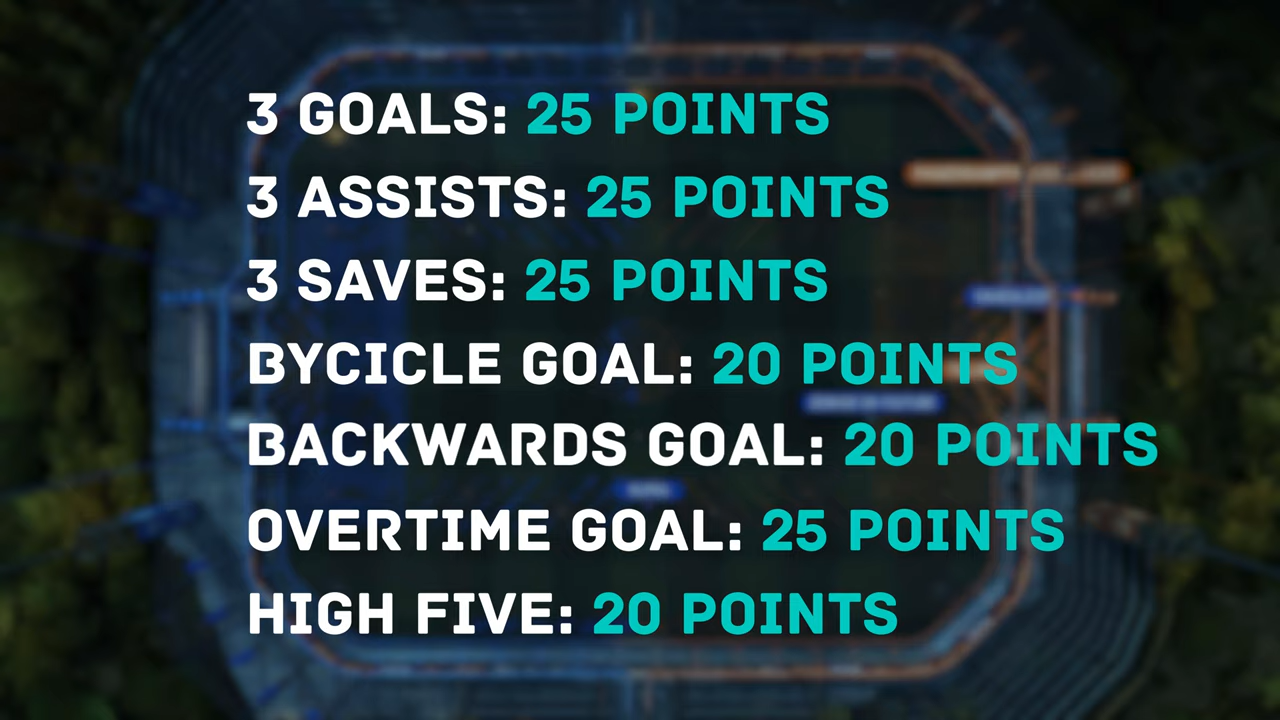 3 GOALS: 25 POINTS
3 ASSISTS: 25 POINTS
3 SAVES: 25 POINTS
BYCICLE GOAL: 20 POINTS
BACKWARDS GOAL: 20 POINTS
OVERTIME GOAL: 25 POINTS
HIGH FIVE: 20 POINTS